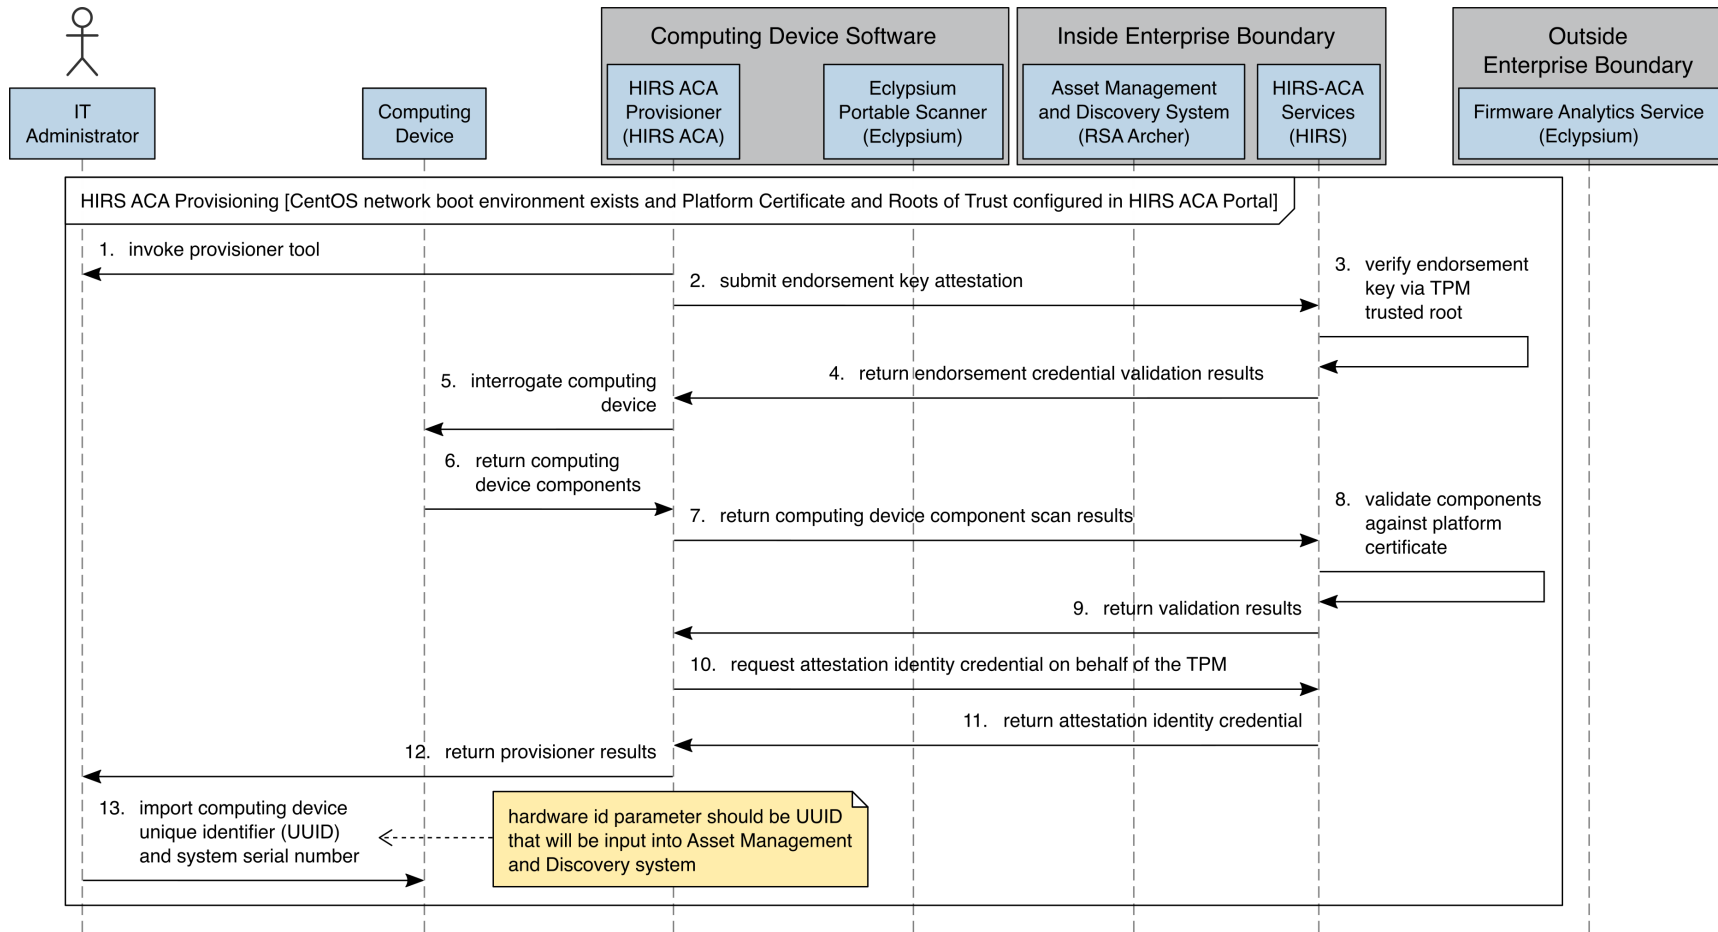 Computing Device Software
Inside Enterprise Boundary
Outside
Enterprise Boundary
IT
Administrator
Computing
Device
HIRS ACA
Provisioner
(HIRS ACA)
Eclypsium
Portable Scanner
(Eclypsium)
Asset Management
and Discovery System
(RSA Archer)
HIRS-ACA
Services
(HIRS)
Firmware Analytics Service
(Eclypsium)
HIRS ACA Provisioning [CentOS network boot environment exists and Platform Certificate and Roots of Trust configured in HIRS ACA Portal]
1. invoke provisioner tool
2. submit endorsement key attestation
3. verify endorsement
key via TPM
trusted root
4. return endorsement credential validation results
5. interrogate computing
device
6. return computing
device components
7. return computing device component scan results
8. validate components
against platform
certificate
9. return validation results
10. request attestation identity credential on behalf of the TPM
11. return attestation identity credential
12. return provisioner results
13. import computing device
unique identifier (UUID)
and system serial number
hardware id parameter should be UUID
that will be input into Asset Management
and Discovery system